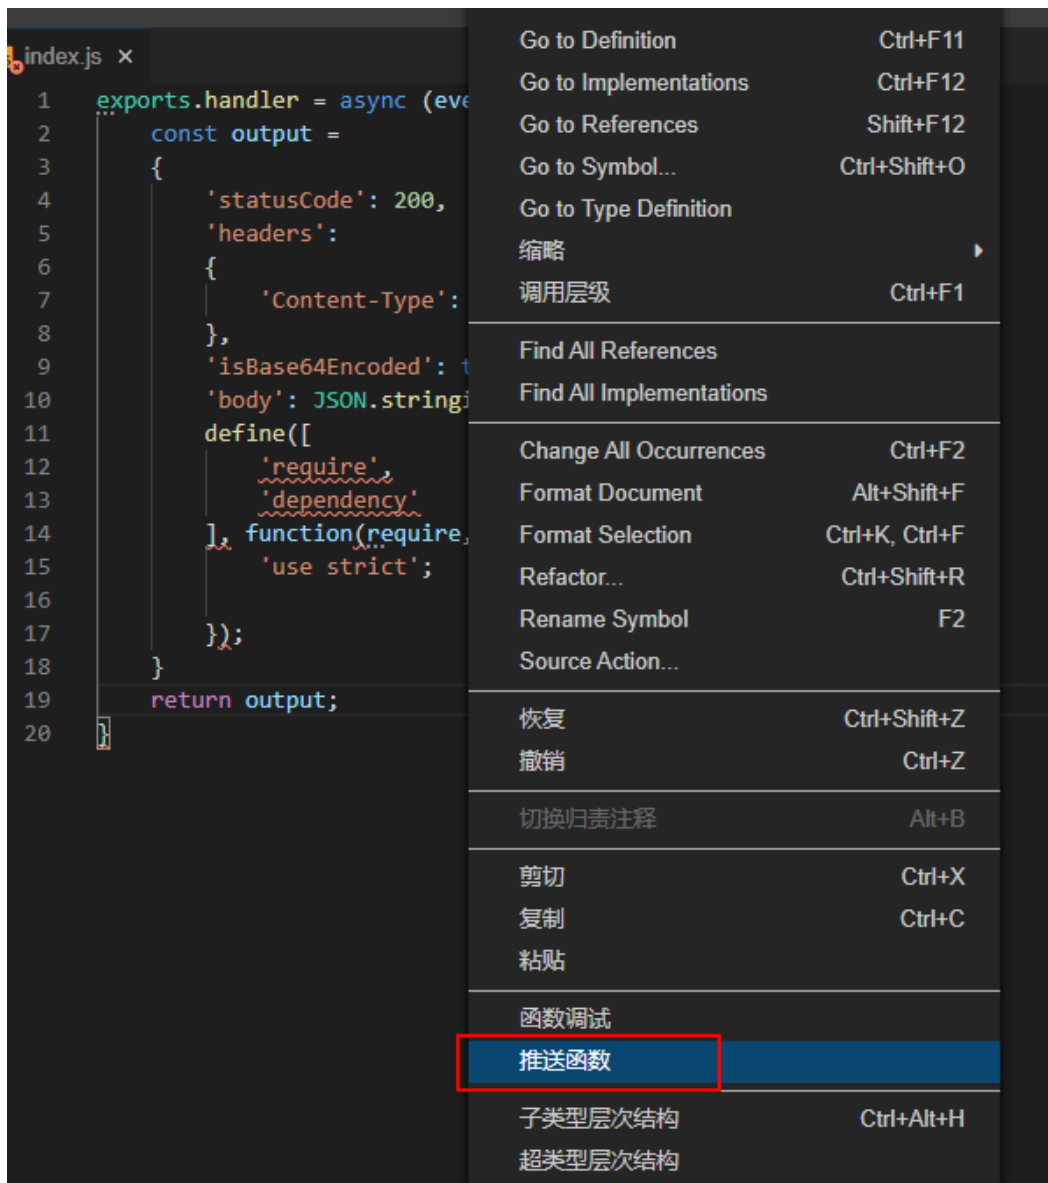 index.js ×
1 exports.handler = async (eve
2 const output =
3 {
4 'statusCode': 200,
5 'headers':
6 {
7 'Content-Type':
8 },
9 'isBase64Encoded': t
10 'body': JSON.stringi
11 define([
12 'require',
13 'dependency'
14 ], function(require,
15 'use strict';
16
17 });
18 }
19 return output;
20 }
Go to Definition Ctrl+F11
Go to Implementations Ctrl+F12
Go to References Shift+F12
Go to Symbol... Ctrl+Shift+O
Go to Type Definition
缩略
调用层级 Ctrl+F1
Find All References
Find All Implementations
Change All Occurrences Ctrl+F2
Format Document Alt+Shift+F
Format Selection Ctrl+K, Ctrl+F
Refactor... Ctrl+Shift+R
Rename Symbol F2
Source Action...
恢复 Ctrl+Shift+Z
撤销 Ctrl+Z
切换归责注释 Alt+B
剪切 Ctrl+X
复制 Ctrl+C
粘贴
函数调试
推送函数
子类型层次结构 Ctrl+Alt+H
超类型层次结构